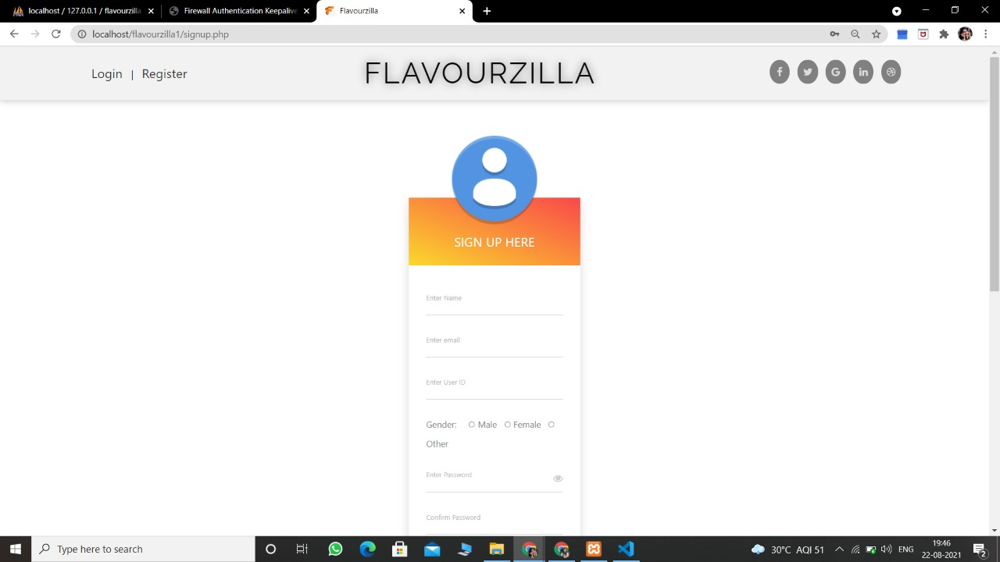 localhost / 127.0.0.1 / flavourzilla
Firewall Authentication Keepalive
Flavourzilla
localhost/flavourzilla1/signup.php
Login | Register
FLAVOURZILLA
SIGN UP HERE
Enter Name
Enter email
Enter User ID
Gender: Male Female
Other
Enter Password
Confirm Password
Type here to search
30°C AQI 51
ENG
19:46
22-08-2021
2